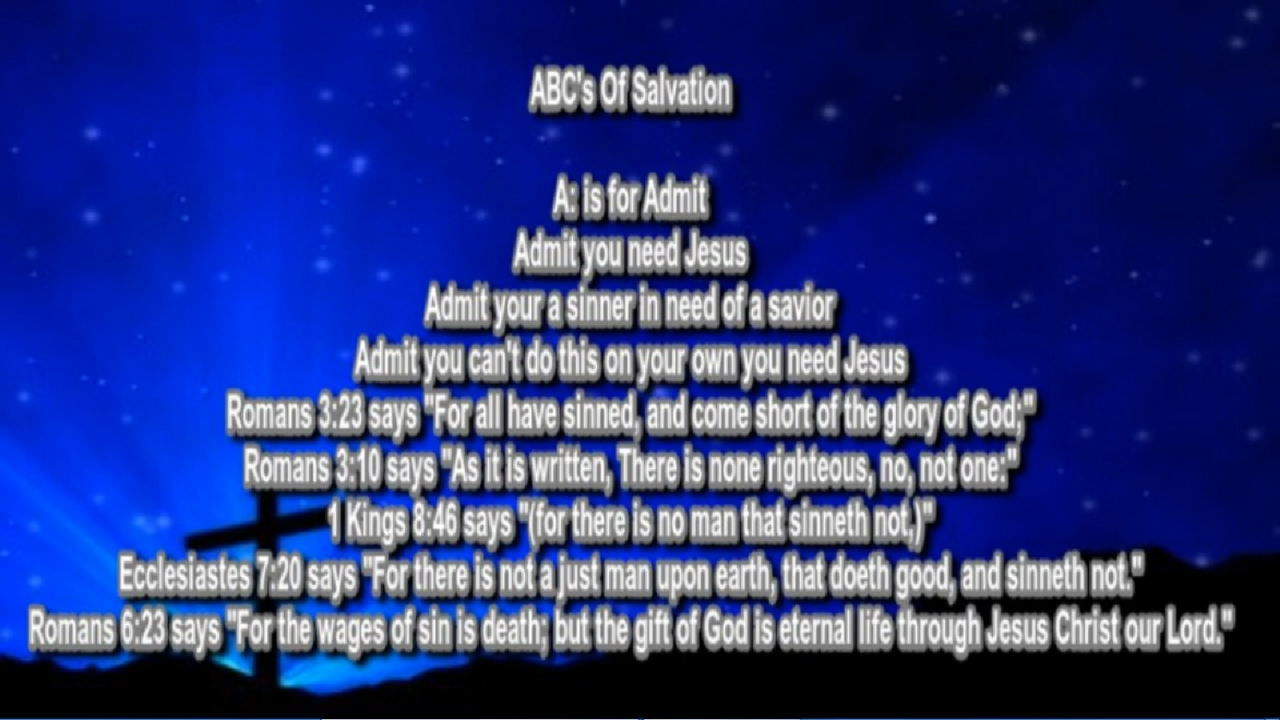 ABC's Of Salvation
A: is for Admit
Admit you need Jesus
Admit your a sinner in need of a savior
Admit you can't do this on your own you need Jesus
Romans 3:23 says "For all have sinned, and come short of the glory of God;"
Romans 3:10 says "As it is written, There is none righteous, no, not one:"
1 Kings 8:46 says "(for there is no man that sinneth not,)"
Ecclesiastes 7:20 says "For there is not a just man upon earth, that doeth good, and sinneth not."
Romans 6:23 says "For the wages of sin is death; but the gift of God is eternal life through Jesus Christ our Lord."